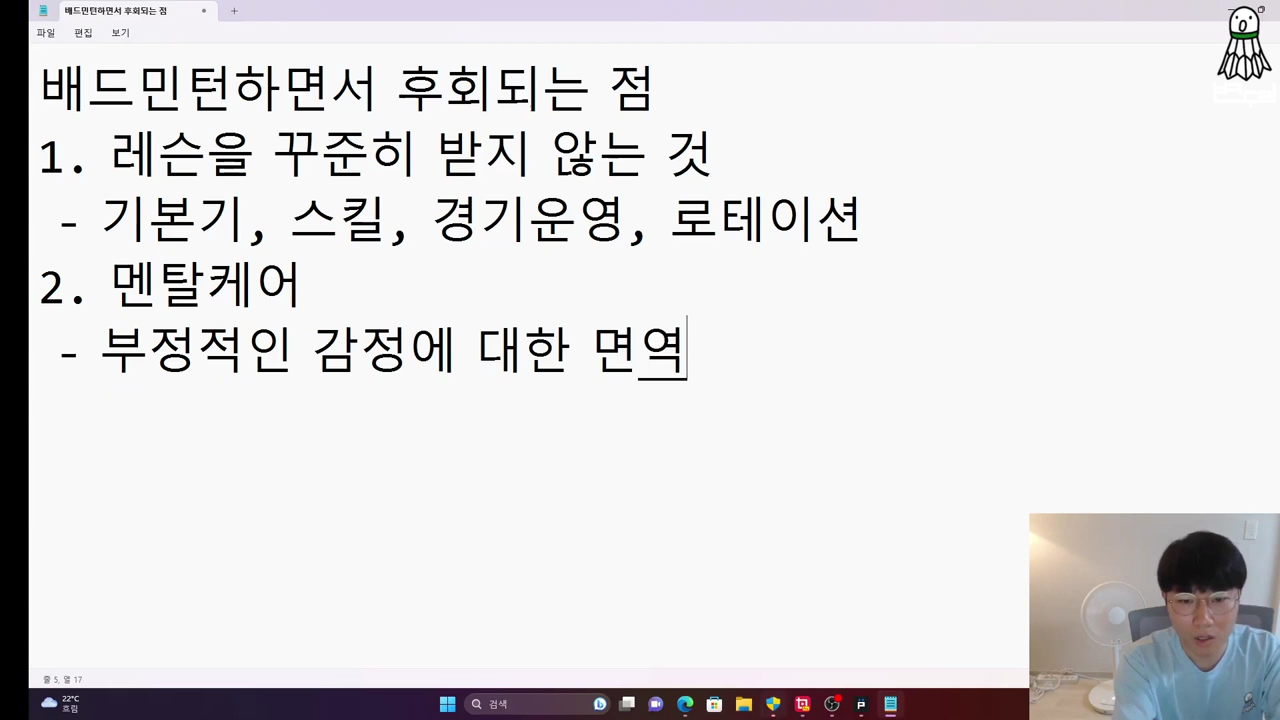 배드민턴하면서 후회되는 점
파일 편집 보기
배드민턴하면서 후회되는 점
1. 레슨을 꾸준히 받지 않는 것
- 기본기, 스킬, 경기운영, 로테이션
2. 멘탈케어
- 부정적인 감정에 대한 면역
줄 5, 열 17
22°C
흐림
검색